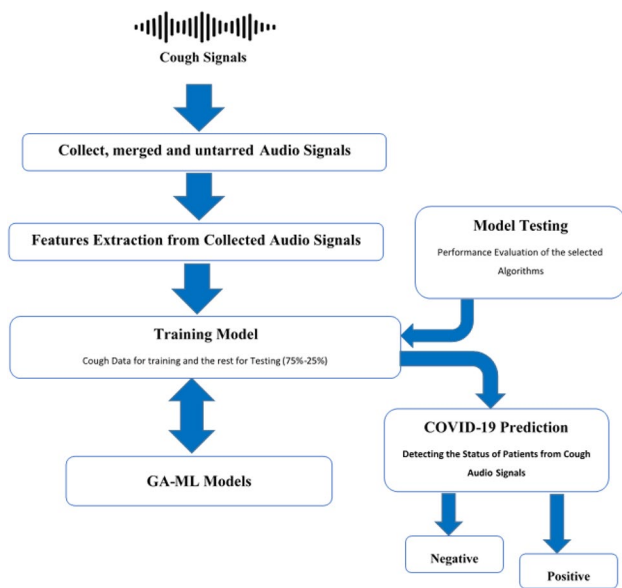 Cough Signals
Collect, merged and untarred Audio Signals
Features Extraction from Collected Audio Signals
Model Testing
Performance Evaluation of the selected
Algorithms
Training Model
Cough Data for training and the rest for Testing (75%-25%)
COVID-19 Prediction
Detecting the Status of Patients from Cough
Audio Signals
GA-ML Models
Negative
Positive